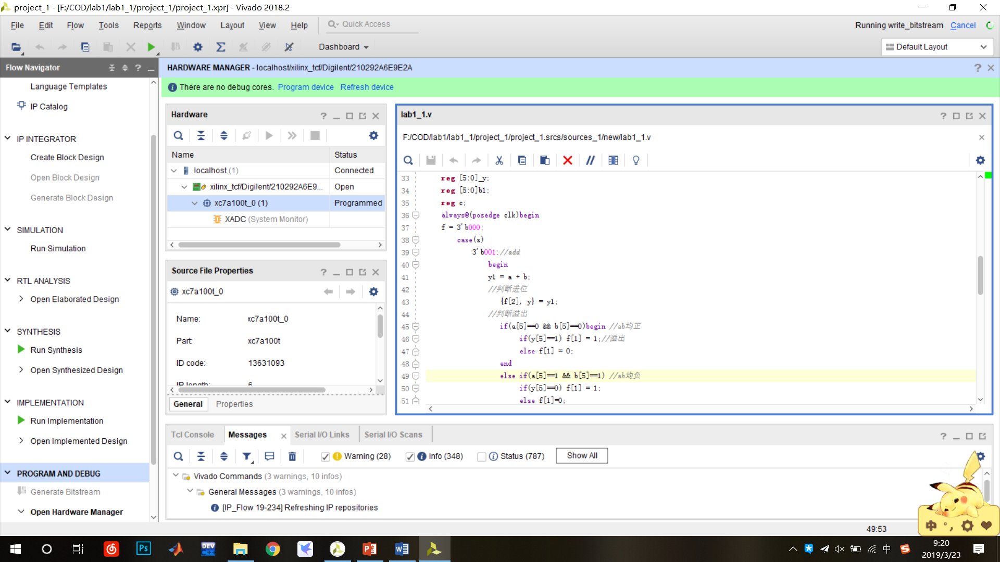 project_1 - [F:/COD/lab1/lab1_1/project_1/project_1.xpr] - Vivado 2018.2
File Edit Flow Tools Reports Window Layout View Help Quick Access
Running write_bitstream Cancel
Dashboard
Default Layout
Flow Navigator
Language Templates
IP Catalog
IP INTEGRATOR
Create Block Design
Open Block Design
Generate Block Design
SIMULATION
Run Simulation
RTL ANALYSIS
Open Elaborated Design
SYNTHESIS
Run Synthesis
Open Synthesized Design
IMPLEMENTATION
Run Implementation
Open Implemented Design
PROGRAM AND DEBUG
Generate Bitstream
Open Hardware Manager
HARDWARE MANAGER - localhost/xilinx_tcf/Digilent/210292A6E9E2A
There are no debug cores. Program device Refresh device
Hardware
Name Status
localhost (1) Connected
xilinx_tcf/Digilent/210292A6E9... Open
xc7a100t_0 (1) Programmed
XADC (System Monitor)
Source File Properties
xc7a100t_0
Name: xc7a100t_0
Part: xc7a100t
ID code: 13631093
IR length: 6
General Properties
lab1_1.v
F:/COD/lab1/lab1_1/project_1/project_1.srcs/sources_1/new/lab1_1.v
33 reg [5:0]_y;
34 reg [5:0]b1;
35 reg c;
36 always@(posedge clk)begin
37 f = 3'b000;
38 case(s)
39 3'b001://add
40 begin
41 y1 = a + b;
42 //判断进位
43 {f[2], y} = y1;
44 //判断溢出
45 if(a[5]==0 && b[5]==0)begin //ab均正
46 if(y[5]==1) f[1] = 1;//溢出
47 else f[1] = 0;
48 end
49 else if(a[5]==1 && b[5]==1) //ab均负
50 if(y[5]==0) f[1] = 1;
51 else f[1]=0;
Tcl Console Messages Serial I/O Links Serial I/O Scans
Warning (28) Info (348) Status (787) Show All
Vivado Commands (3 warnings, 10 infos)
General Messages (3 warnings, 10 infos)
[IP_Flow 19-234] Refreshing IP repositories
49:53
中 °,
Ps
DEV
中
9:20
2019/3/23